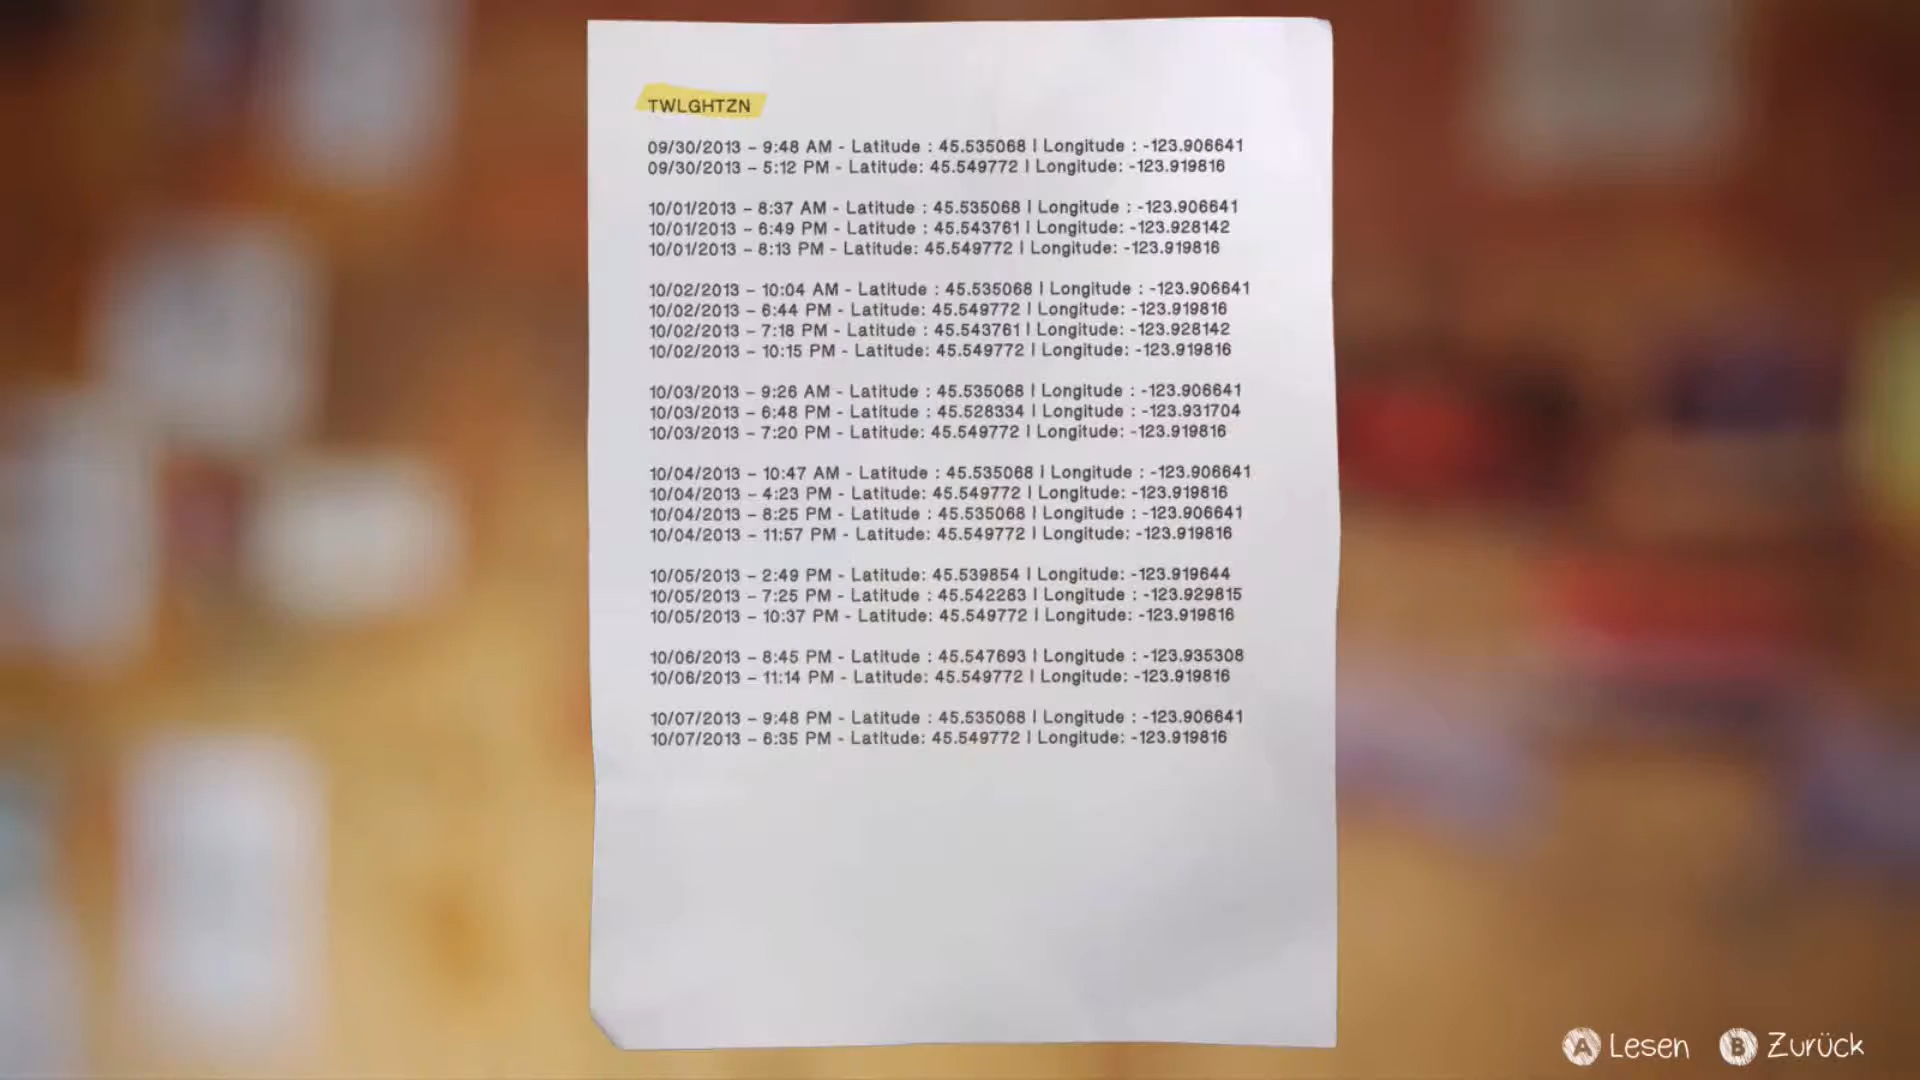 TWLGHTZN
09/30/2013 – 9:48 AM - Latitude : 45.535068 | Longitude : -123.906641
09/30/2013 – 5:12 PM - Latitude: 45.549772 | Longitude: -123.919816
10/01/2013 – 8:37 AM - Latitude : 45.535068 | Longitude : -123.906641
10/01/2013 – 6:49 PM - Latitude : 45.543761 | Longitude: -123.928142
10/01/2013 – 8:13 PM - Latitude: 45.549772 | Longitude: -123.919816
10/02/2013 – 10:04 AM - Latitude : 45.535068 | Longitude : -123.906641
10/02/2013 – 6:44 PM - Latitude: 45.549772 | Longitude: -123.919816
10/02/2013 – 7:18 PM - Latitude : 45.543761 | Longitude: -123.928142
10/02/2013 – 10:15 PM - Latitude: 45.549772 | Longitude: -123.919816
10/03/2013 – 9:26 AM - Latitude : 45.535068 | Longitude : -123.906641
10/03/2013 – 6:48 PM - Latitude : 45.528334 | Longitude : -123.931704
10/03/2013 – 7:20 PM - Latitude: 45.549772 | Longitude: -123.919816
10/04/2013 – 10:47 AM - Latitude : 45.535068 | Longitude : -123.906641
10/04/2013 – 4:23 PM - Latitude: 45.549772 | Longitude: -123.919816
10/04/2013 – 8:25 PM - Latitude : 45.535068 | Longitude : -123.906641
10/04/2013 – 11:57 PM - Latitude: 45.549772 | Longitude: -123.919816
10/05/2013 – 2:49 PM - Latitude: 45.539854 | Longitude: -123.919644
10/05/2013 – 7:25 PM - Latitude : 45.542283 | Longitude : -123.929815
10/05/2013 – 10:37 PM - Latitude: 45.549772 | Longitude: -123.919816
10/06/2013 – 8:45 PM - Latitude : 45.547693 | Longitude : -123.935308
10/06/2013 – 11:14 PM - Latitude: 45.549772 | Longitude: -123.919816
10/07/2013 – 9:48 PM - Latitude : 45.535068 | Longitude : -123.906641
10/07/2013 – 6:35 PM - Latitude: 45.549772 | Longitude: -123.919816
A Lesen B Zurück